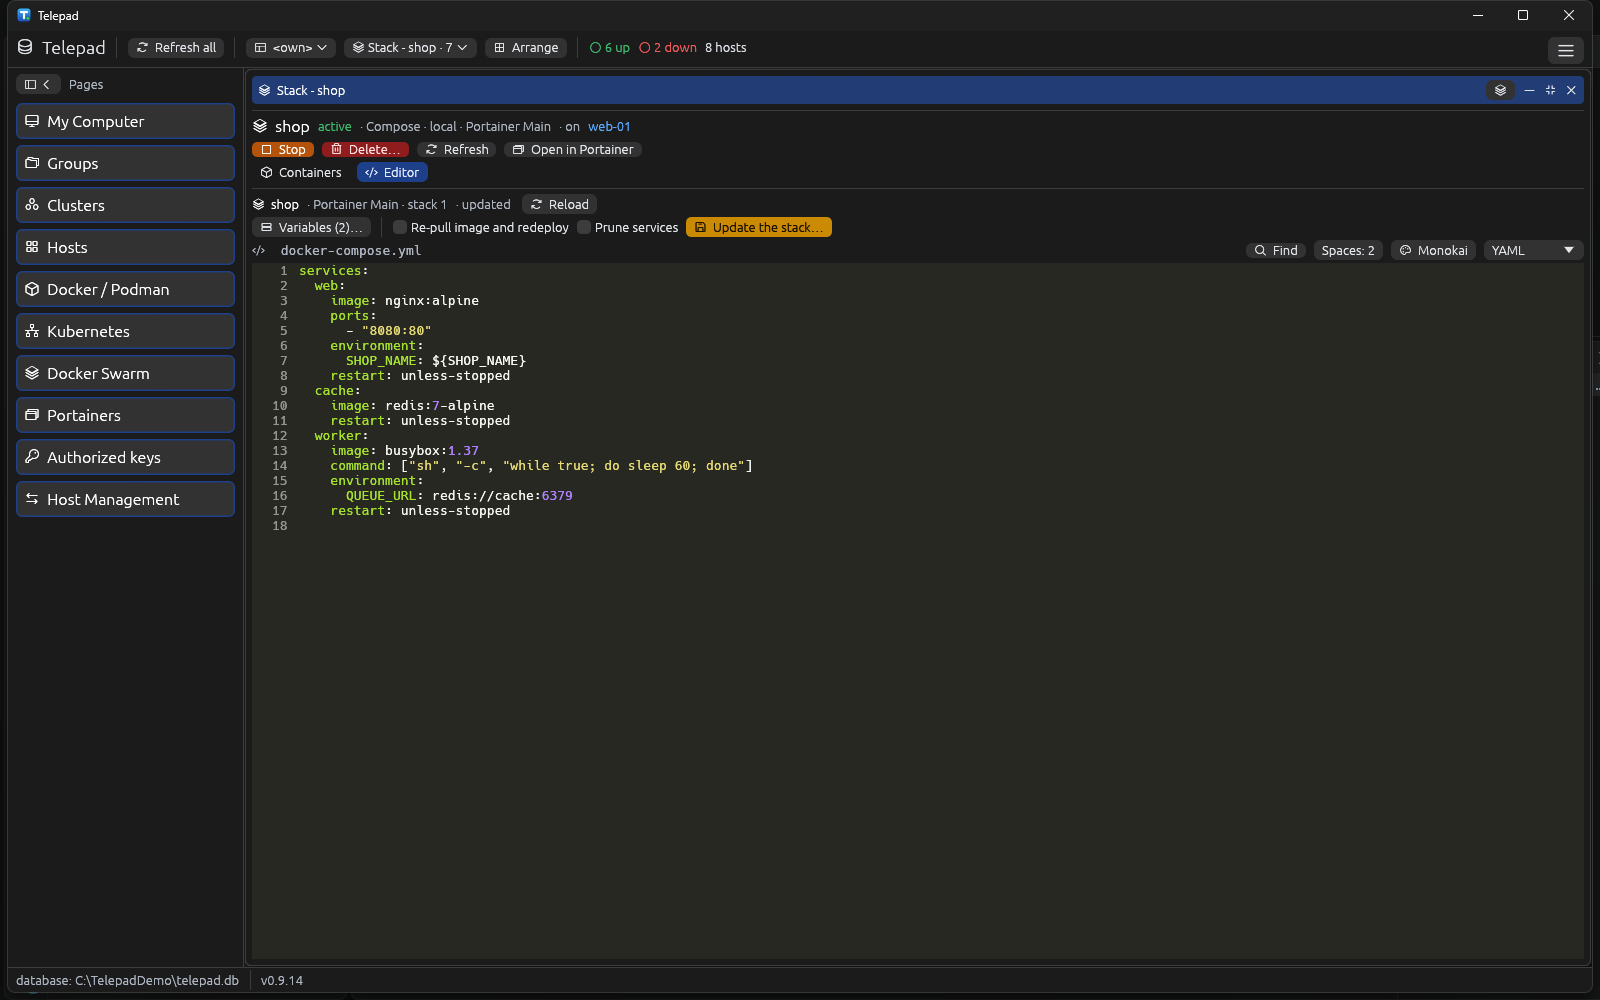 Telepad
Telepad Refresh all <own> Stack - shop · 7 Arrange 6 up 2 down 8 hosts
Pages
My Computer
Groups
Clusters
Hosts
Docker / Podman
Kubernetes
Docker Swarm
Portainers
Authorized keys
Host Management
Stack - shop
shop active · Compose · local · Portainer Main · on web-01
Stop Delete... Refresh Open in Portainer
Containers </> Editor
shop · Portainer Main · stack 1 · updated Reload
Variables (2)... Re-pull image and redeploy Prune services Update the stack...
</> docker-compose.yml Find Spaces: 2 Monokai YAML
1 services:
2   web:
3     image: nginx:alpine
4     ports:
5       - "8080:80"
6     environment:
7       SHOP_NAME: ${SHOP_NAME}
8     restart: unless-stopped
9   cache:
10     image: redis:7-alpine
11     restart: unless-stopped
12   worker:
13     image: busybox:1.37
14     command: ["sh", "-c", "while true; do sleep 60; done"]
15     environment:
16       QUEUE_URL: redis://cache:6379
17     restart: unless-stopped
18
database: C:\TelepadDemo\telepad.db v0.9.14